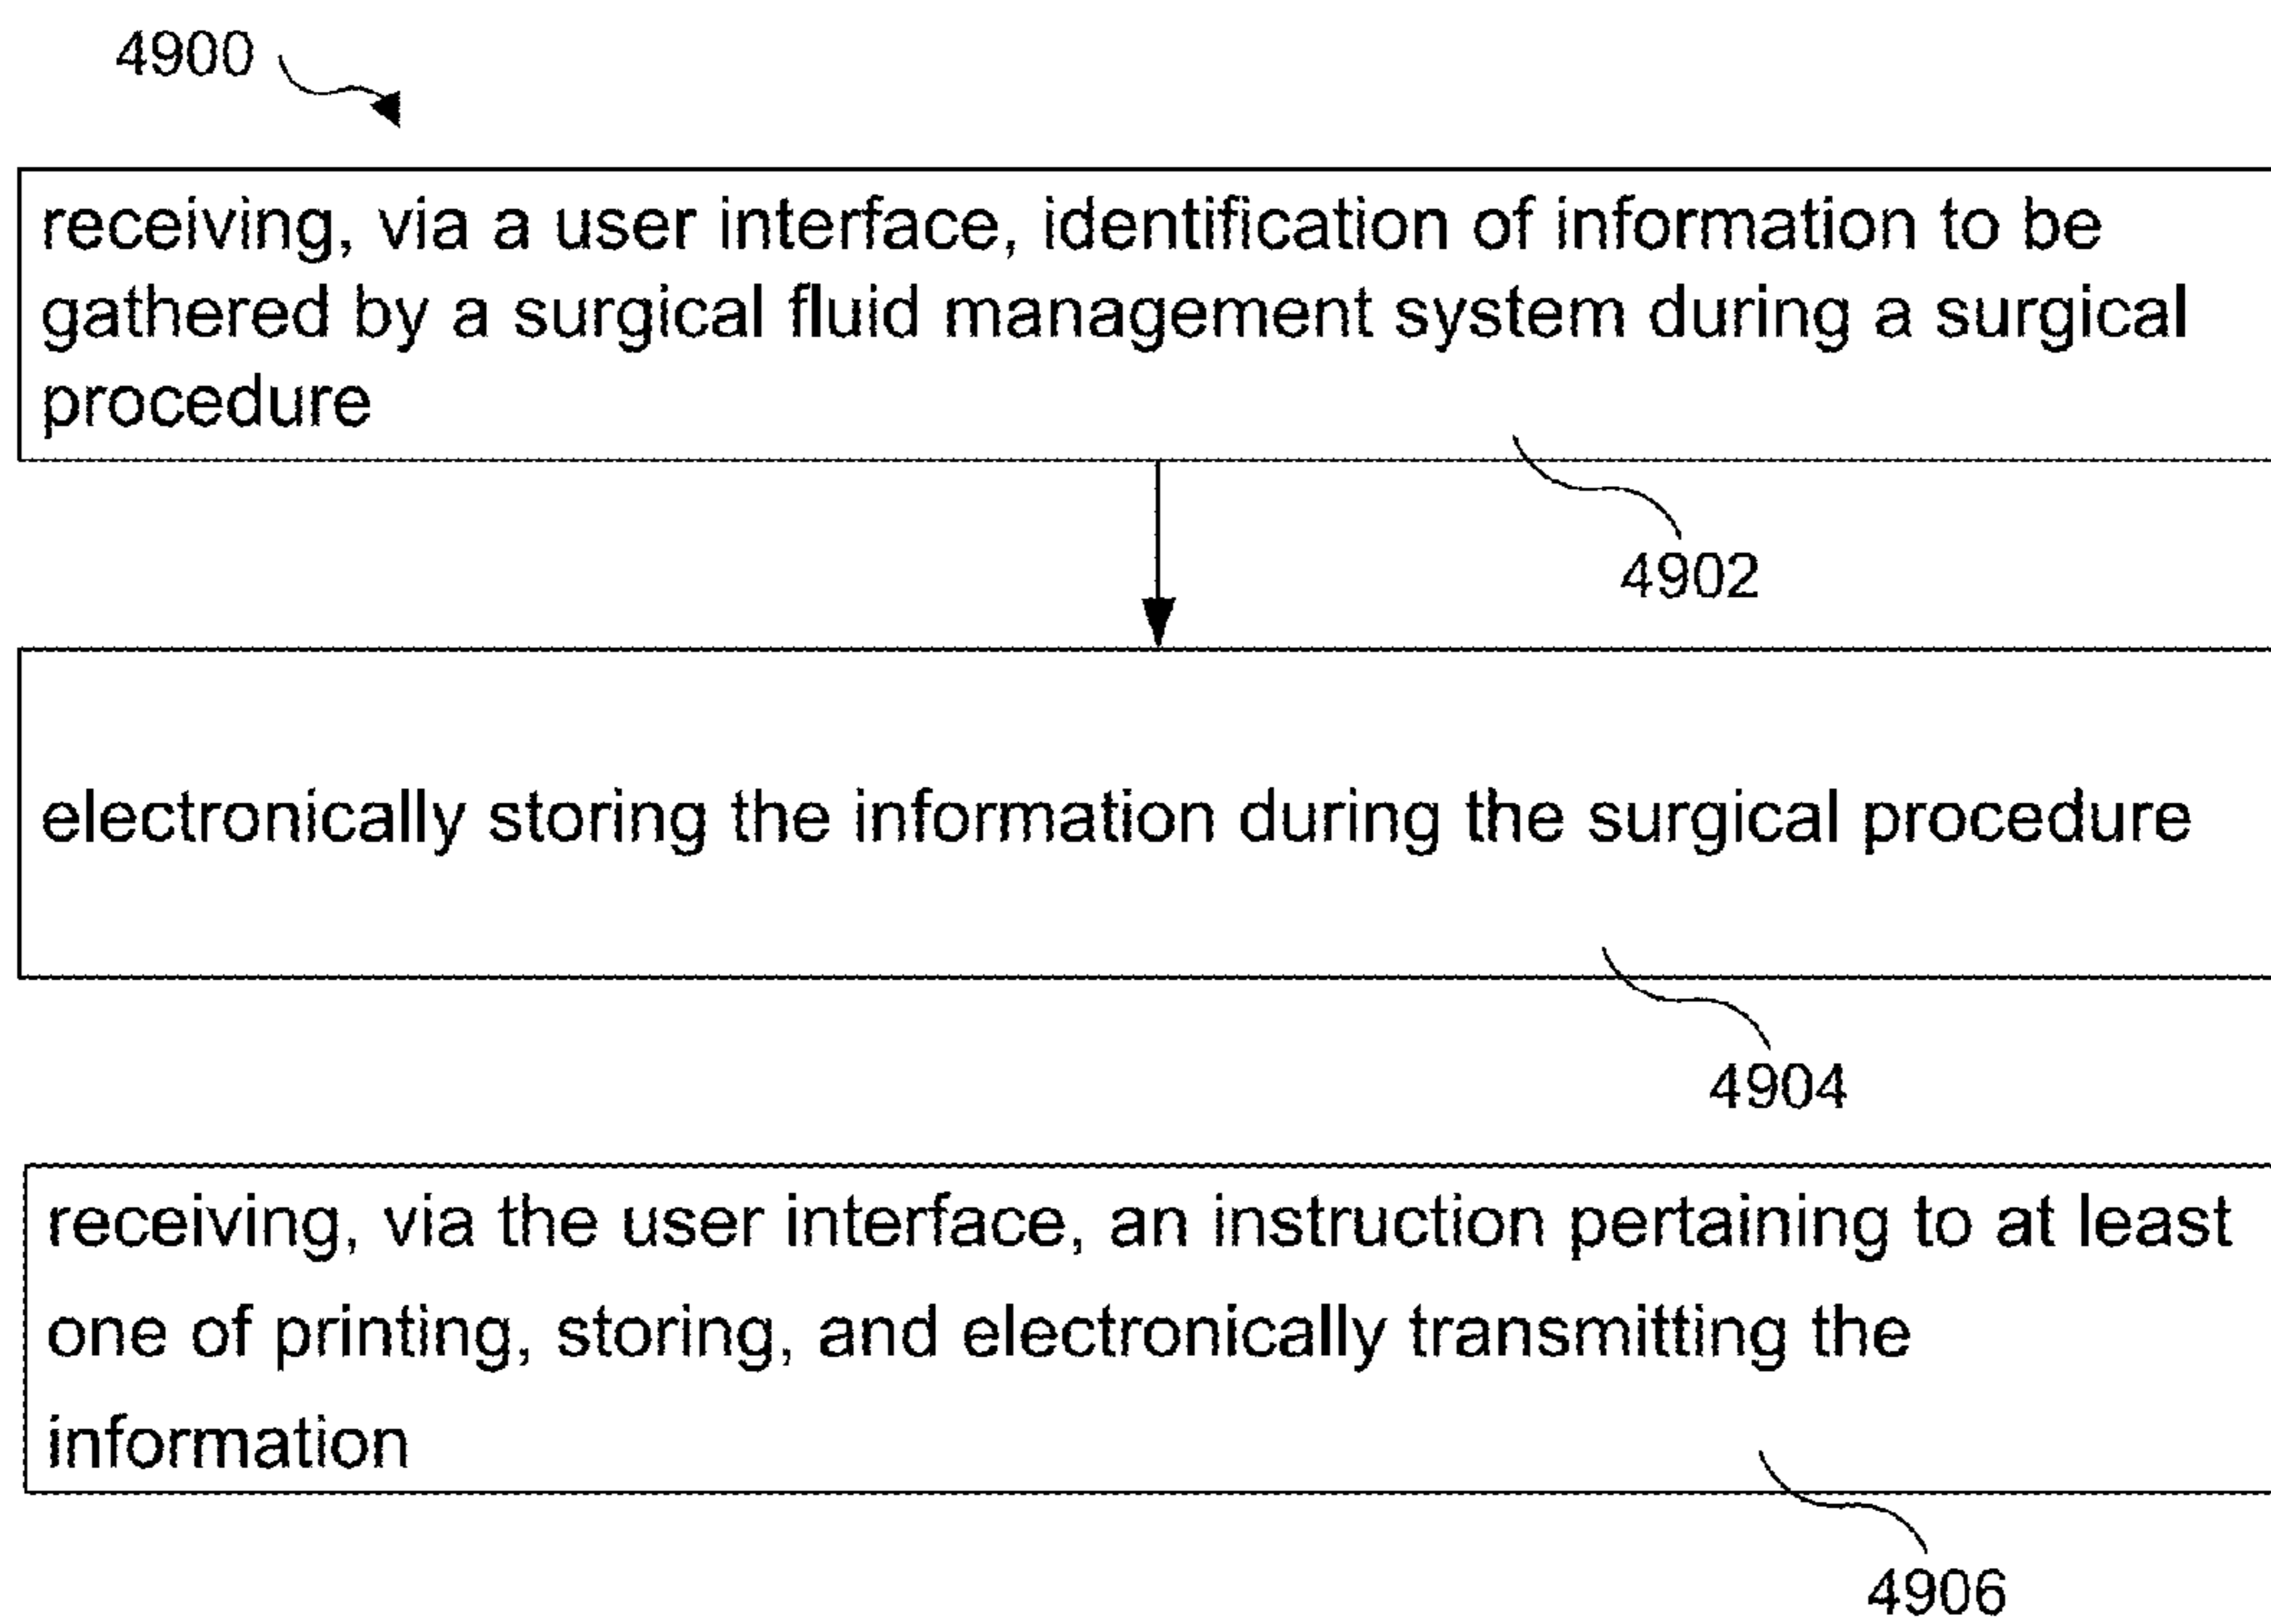 4900
receiving, via a user interface, identification of information to be
gathered by a surgical fluid management system during a surgical
procedure
4902
electronically storing the information during the surgical procedure
4904
receiving, via the user interface, an instruction pertaining to at least
one of printing, storing, and electronically transmitting the
information
4906